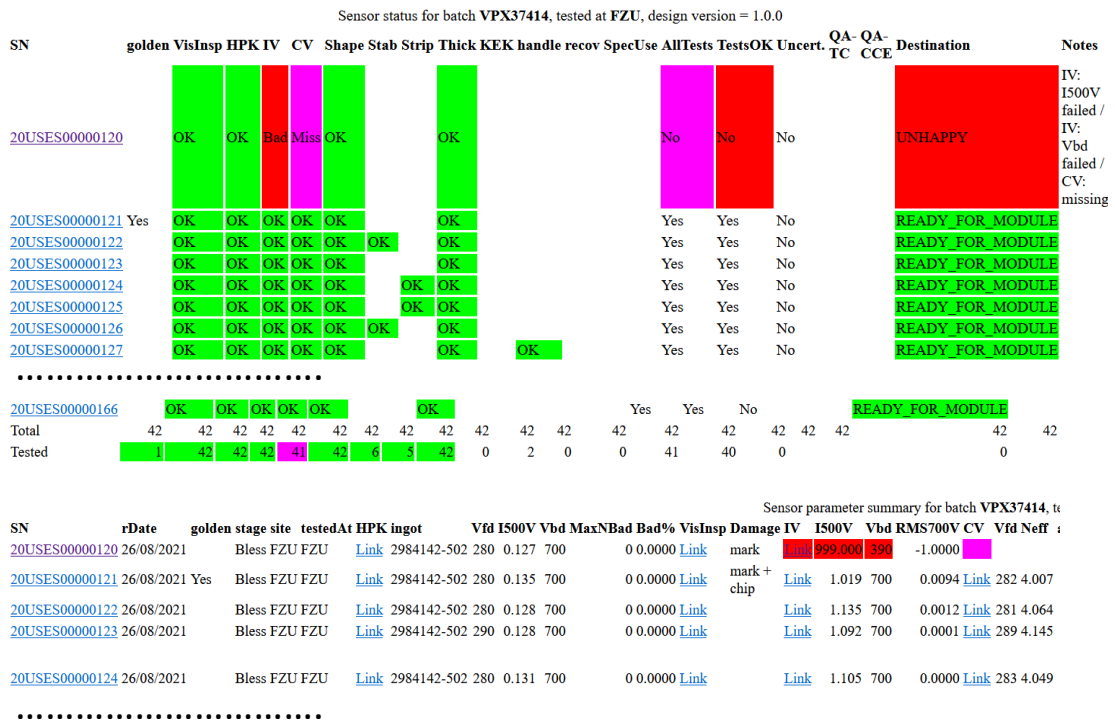 Sensor status for batch VPX37414, tested at FZU, design version = 1.0.0
SN golden VisInsp HPK IV CV Shape Stab Strip Thick KEK handle recov SpecUse AllTests TestsOK Uncert. QA-TC QA-CCE Destination Notes
20USES00000120 OK OK Bad Miss OK OK No No No UNHAPPY IV: I500V failed / IV: Vbd failed / CV: missing
20USES00000121 Yes OK OK OK OK OK OK Yes Yes No READY_FOR_MODULE
20USES00000122 OK OK OK OK OK OK OK Yes Yes No READY_FOR_MODULE
20USES00000123 OK OK OK OK OK OK Yes Yes No READY_FOR_MODULE
20USES00000124 OK OK OK OK OK OK OK Yes Yes No READY_FOR_MODULE
20USES00000125 OK OK OK OK OK OK OK Yes Yes No READY_FOR_MODULE
20USES00000126 OK OK OK OK OK OK OK Yes Yes No READY_FOR_MODULE
20USES00000127 OK OK OK OK OK OK OK Yes Yes No READY_FOR_MODULE
20USES00000166 OK OK OK OK OK OK Yes Yes No READY_FOR_MODULE
Total 42 42 42 42 42 42 42 42 42 42 42 42 42 42 42 42 42 42 42 42
Tested 1 42 42 42 41 42 6 5 42 0 2 0 0 41 40 0 0
Sensor parameter summary for batch VPX37414, te
SN rDate golden stage site testedAt HPK ingot Vfd I500V Vbd MaxNBad Bad% VisInsp Damage IV I500V Vbd RMS700V CV Vfd Neff
20USES00000120 26/08/2021 Bless FZU FZU Link 2984142-502 280 0.127 700 0 0.0000 Link mark Link 999.000 390 -1.0000
20USES00000121 26/08/2021 Yes Bless FZU FZU Link 2984142-502 280 0.135 700 0 0.0000 Link mark + chip Link 1.019 700 0.0094 Link 282 4.007
20USES00000122 26/08/2021 Bless FZU FZU Link 2984142-502 280 0.128 700 0 0.0000 Link Link 1.135 700 0.0012 Link 281 4.064
20USES00000123 26/08/2021 Bless FZU FZU Link 2984142-502 290 0.128 700 0 0.0000 Link Link 1.092 700 0.0001 Link 289 4.145
20USES00000124 26/08/2021 Bless FZU FZU Link 2984142-502 280 0.131 700 0 0.0000 Link Link 1.105 700 0.0000 Link 283 4.049